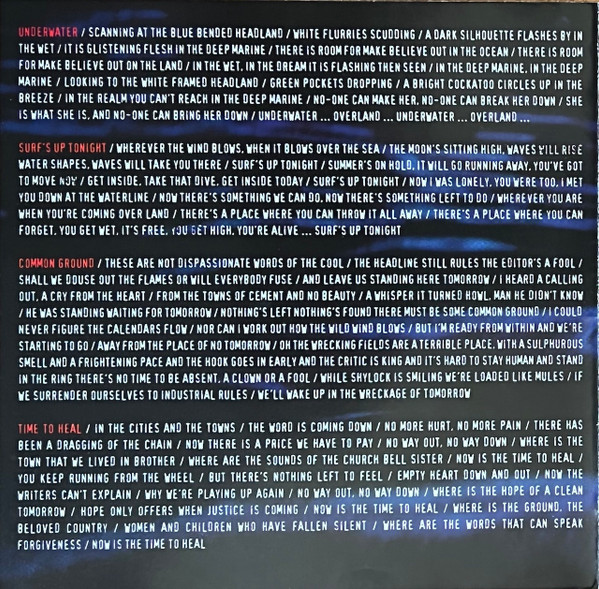 UNDERWATER / SCANNING AT THE BLUE BENDED HEADLAND / WHITE FLURRIES SCUDDING / A DARK SILHOUETTE FLASHES BY IN
THE WET / IT IS GLISTENING FLESH IN THE DEEP MARINE / THERE IS ROOM FOR MAKE BELIEVE OUT IN THE OCEAN / THERE IS ROOM
FOR MAKE BELIEVE OUT ON THE LAND / IN THE WET, IN THE DREAM IT IS FLASHING THEN SEEN / IN THE DEEP MARINE, IN THE DEEP
MARINE / LOOKING TO THE WHITE FRAMED HEADLAND / GREEN POCKETS DROPPING / A BRIGHT COCKATOO CIRCLES UP IN THE
BREEZE / IN THE REALM YOU CAN'T REACH IN THE DEEP MARINE / NO-ONE CAN MAKE HER, NO-ONE CAN BREAK HER DOWN / SHE
IS WHAT SHE IS, AND NO-ONE CAN BRING HER DOWN / UNDERWATER ... OVERLAND ... UNDERWATER ... OVERLAND ...
SURF'S UP TONIGHT / WHEREVER THE WIND BLOWS, WHEN IT BLOWS OVER THE SEA / THE MOON'S SITTING HIGH, WAVES WILL RISE
WATER SHAPES, WAVES WILL TAKE YOU THERE / SURF'S UP TONIGHT / SUMMER'S ON HOLD, IT WILL GO RUNNING AWAY, YOU'VE GOT
TO MOVE NOW / GET INSIDE, TAKE THAT DIVE, GET INSIDE TODAY / SURF'S UP TONIGHT / NOW I WAS LONELY, YOU WERE TOO, I MET
YOU DOWN AT THE WATERLINE / NOW THERE'S SOMETHING WE CAN DO, NOW THERE'S SOMETHING LEFT TO DO / WHEREVER YOU ARE
WHEN YOU'RE COMING OVER LAND / THERE'S A PLACE WHERE YOU CAN THROW IT ALL AWAY / THERE'S A PLACE WHERE YOU CAN
FORGET, YOU GET WET, IT'S FREE, YOU GET HIGH, YOU'RE ALIVE ... SURF'S UP TONIGHT
COMMON GROUND / THESE ARE NOT DISPASSIONATE WORDS OF THE COOL / THE HEADLINE STILL RULES THE EDITOR'S A FOOL /
SHALL WE DOUSE OUT THE FLAMES OR WILL EVERYBODY FUSE / AND LEAVE US STANDING HERE TOMORROW / I HEARD A CALLING
OUT, A CRY FROM THE HEART / FROM THE TOWNS OF CEMENT AND NO BEAUTY / A WHISPER IT TURNED HOWL, MAN HE DIDN'T KNOW
/ HE WAS STANDING WAITING FOR TOMORROW / NOTHING'S LEFT NOTHING'S FOUND THERE MUST BE SOME COMMON GROUND / I COULD
NEVER FIGURE THE CALENDARS FLOW / NOR CAN I WORK OUT HOW THE WILD WIND BLOWS / BUT I'M READY FROM WITHIN AND WE'RE
STARTING TO GO / AWAY FROM THE PLACE OF NO TOMORROW / OH THE WRECKING FIELDS ARE A TERRIBLE PLACE, WITH A SULPHUROUS
SMELL AND A FRIGHTENING PACE AND THE HOOK GOES IN EARLY AND THE CRITIC IS KING AND IT'S HARD TO STAY HUMAN AND STAND
IN THE RING THERE'S NO TIME TO BE ABSENT, A CLOWN OR A FOOL / WHILE SHYLOCK IS SMILING WE'RE LOADED LIKE MULES / IF
WE SURRENDER OURSELVES TO INDUSTRIAL RULES / WE'LL WAKE UP IN THE WRECKAGE OF TOMORROW
TIME TO HEAL / IN THE CITIES AND THE TOWNS / THE WORD IS COMING DOWN / NO MORE HURT, NO MORE PAIN / THERE HAS
BEEN A DRAGGING OF THE CHAIN / NOW THERE IS A PRICE WE HAVE TO PAY / NO WAY OUT, NO WAY DOWN / WHERE IS THE
TOWN THAT WE LIVED IN BROTHER / WHERE ARE THE SOUNDS OF THE CHURCH BELL SISTER / NOW IS THE TIME TO HEAL /
YOU KEEP RUNNING FROM THE WHEEL / BUT THERE'S NOTHING LEFT TO FEEL / EMPTY HEART DOWN AND OUT / NOW THE
WRITERS CAN'T EXPLAIN / WHY WE'RE PLAYING UP AGAIN / NO WAY OUT, NO WAY DOWN / WHERE IS THE HOPE OF A CLEAN
TOMORROW / HOPE ONLY OFFERS WHEN JUSTICE IS COMING / NOW IS THE TIME TO HEAL / WHERE IS THE GROUND, THE
BELOVED COUNTRY / WOMEN AND CHILDREN WHO HAVE FALLEN SILENT / WHERE ARE THE WORDS THAT CAN SPEAK
FORGIVENESS / NOW IS THE TIME TO HEAL